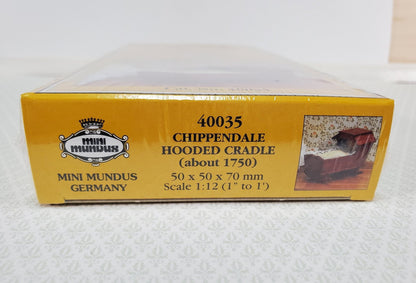 mini
mundus
MINI MUNDUS
GERMANY
40035
CHIPPENDALE
HOODED CRADLE
(about 1750)
50 x 50 x 70 mm
Scale 1:12 (1" to 1')